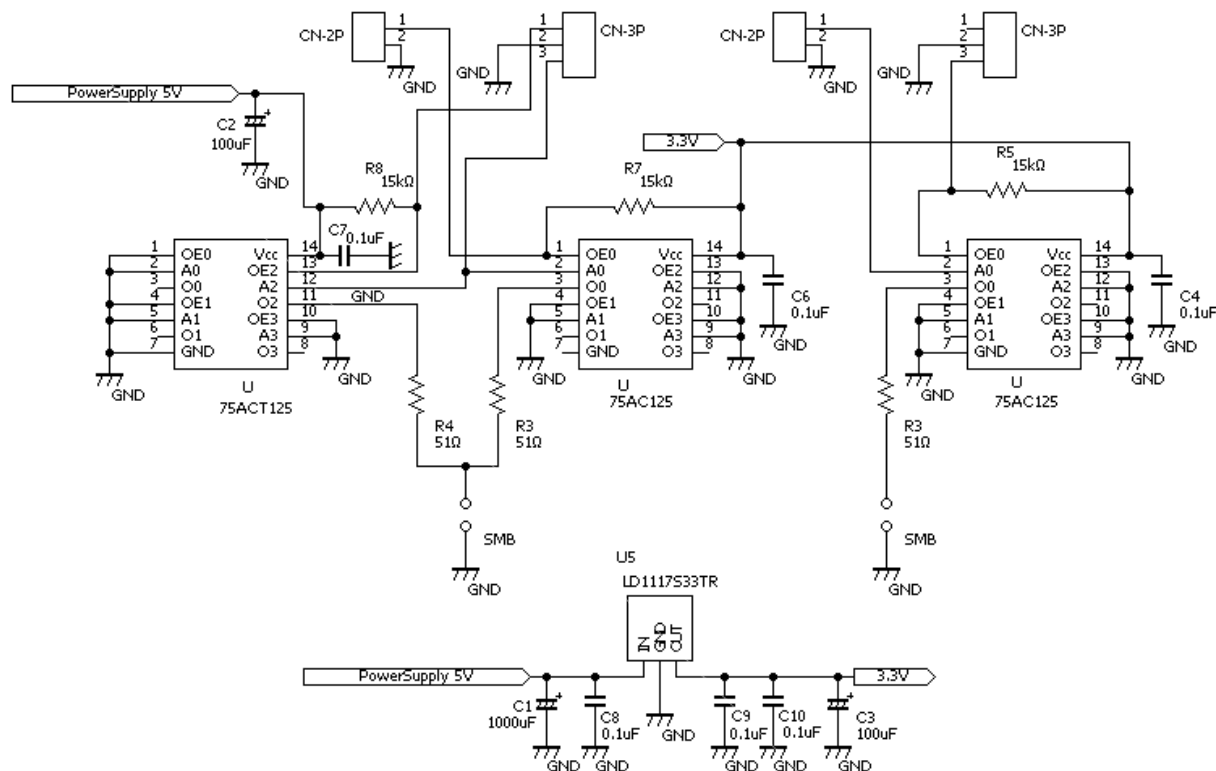 CN-2P
1
2
GND
1
2
3
CN-3P
GND
CN-2P
1
2
GND
1
2
3
CN-3P
GND
PowerSupply 5V
C2
100uF
GND
R8
15kΩ
C7
0.1uF
GND
3.3V
R7
15kΩ
R5
15kΩ
1 OE0 Vcc 14
2 A0 OE2 13
3 O0 A2 12
4 OE1 O2 11
5 A1 OE3 10
6 O1 A3 9
7 GND O3 8
GND
GND
U
75ACT125
1 OE0 Vcc 14
2 A0 OE2 13
3 O0 A2 12
4 OE1 O2 11
5 A1 OE3 10
6 O1 A3 9
7 GND O3 8
GND
GND
U
75AC125
C6
0.1uF
GND
1 OE0 Vcc 14
2 A0 OE2 13
3 O0 A2 12
4 OE1 O2 11
5 A1 OE3 10
6 O1 A3 9
7 GND O3 8
GND
GND
U
75AC125
C4
0.1uF
GND
R4
51Ω
R3
51Ω
R3
51Ω
SMB
GND
SMB
GND
U5
LD1117S33TR
IN
GND
OUT
PowerSupply 5V
3.3V
C1
1000uF
GND
C8
0.1uF
GND
GND
C9
0.1uF
GND
C10
0.1uF
GND
C3
100uF
GND